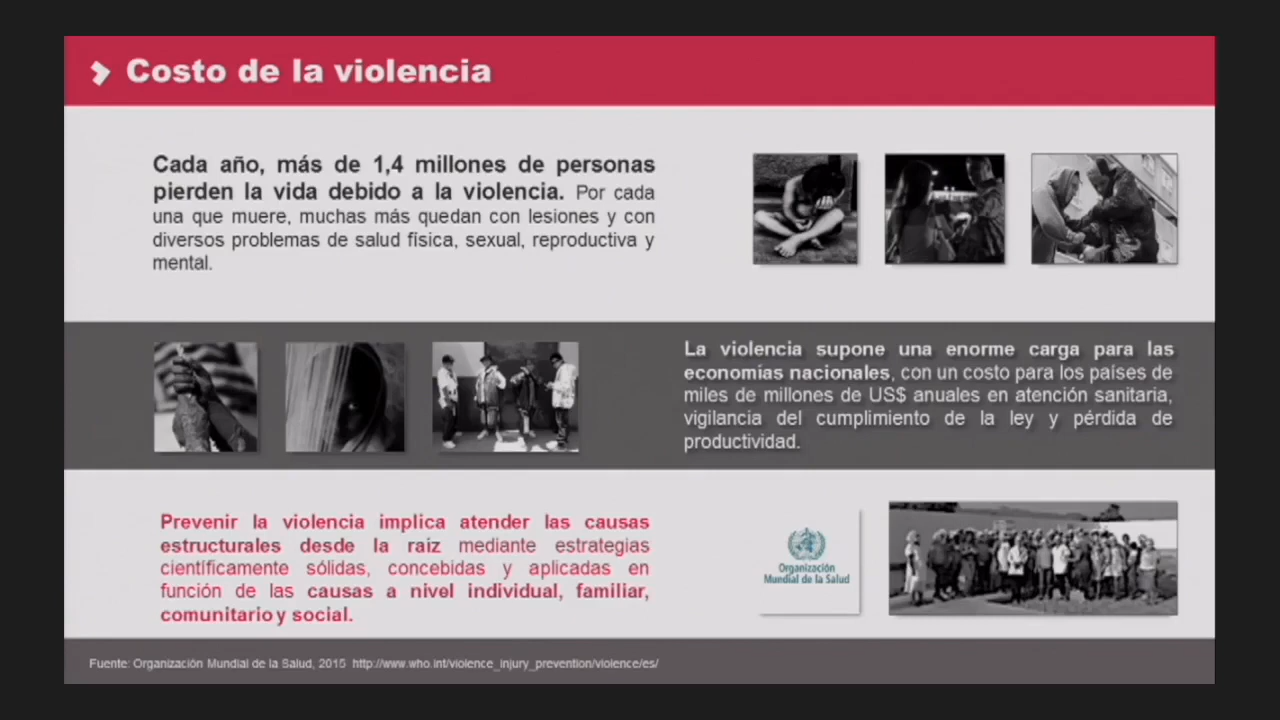 Costo de la violencia
Cada año, más de 1,4 millones de personas
pierden la vida debido a la violencia. Por cada
una que muere, muchas más quedan con lesiones y con
diversos problemas de salud física, sexual, reproductiva y
mental.
La violencia supone una enorme carga para las
economías nacionales, con un costo para los países de
miles de millones de US$ anuales en atención sanitaria,
vigilancia del cumplimiento de la ley y pérdida de
productividad.
Prevenir la violencia implica atender las causas
estructurales desde la raíz mediante estrategias
científicamente sólidas, concebidas y aplicadas en
función de las causas a nivel individual, familiar,
comunitario y social.
Organización
Mundial de la Salud
Fuente: Organización Mundial de la Salud, 2015 http://www.who.int/violence_injury_prevention/violence/es/